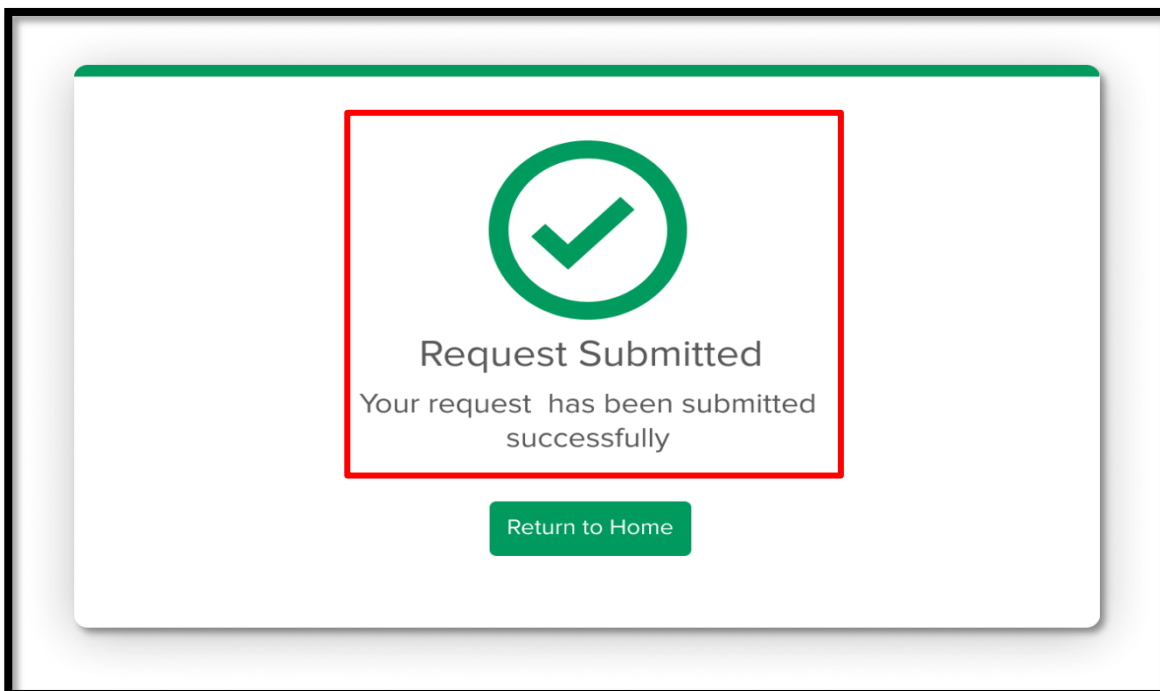 Request Submitted
Your request  has been submitted
successfully
Return to Home